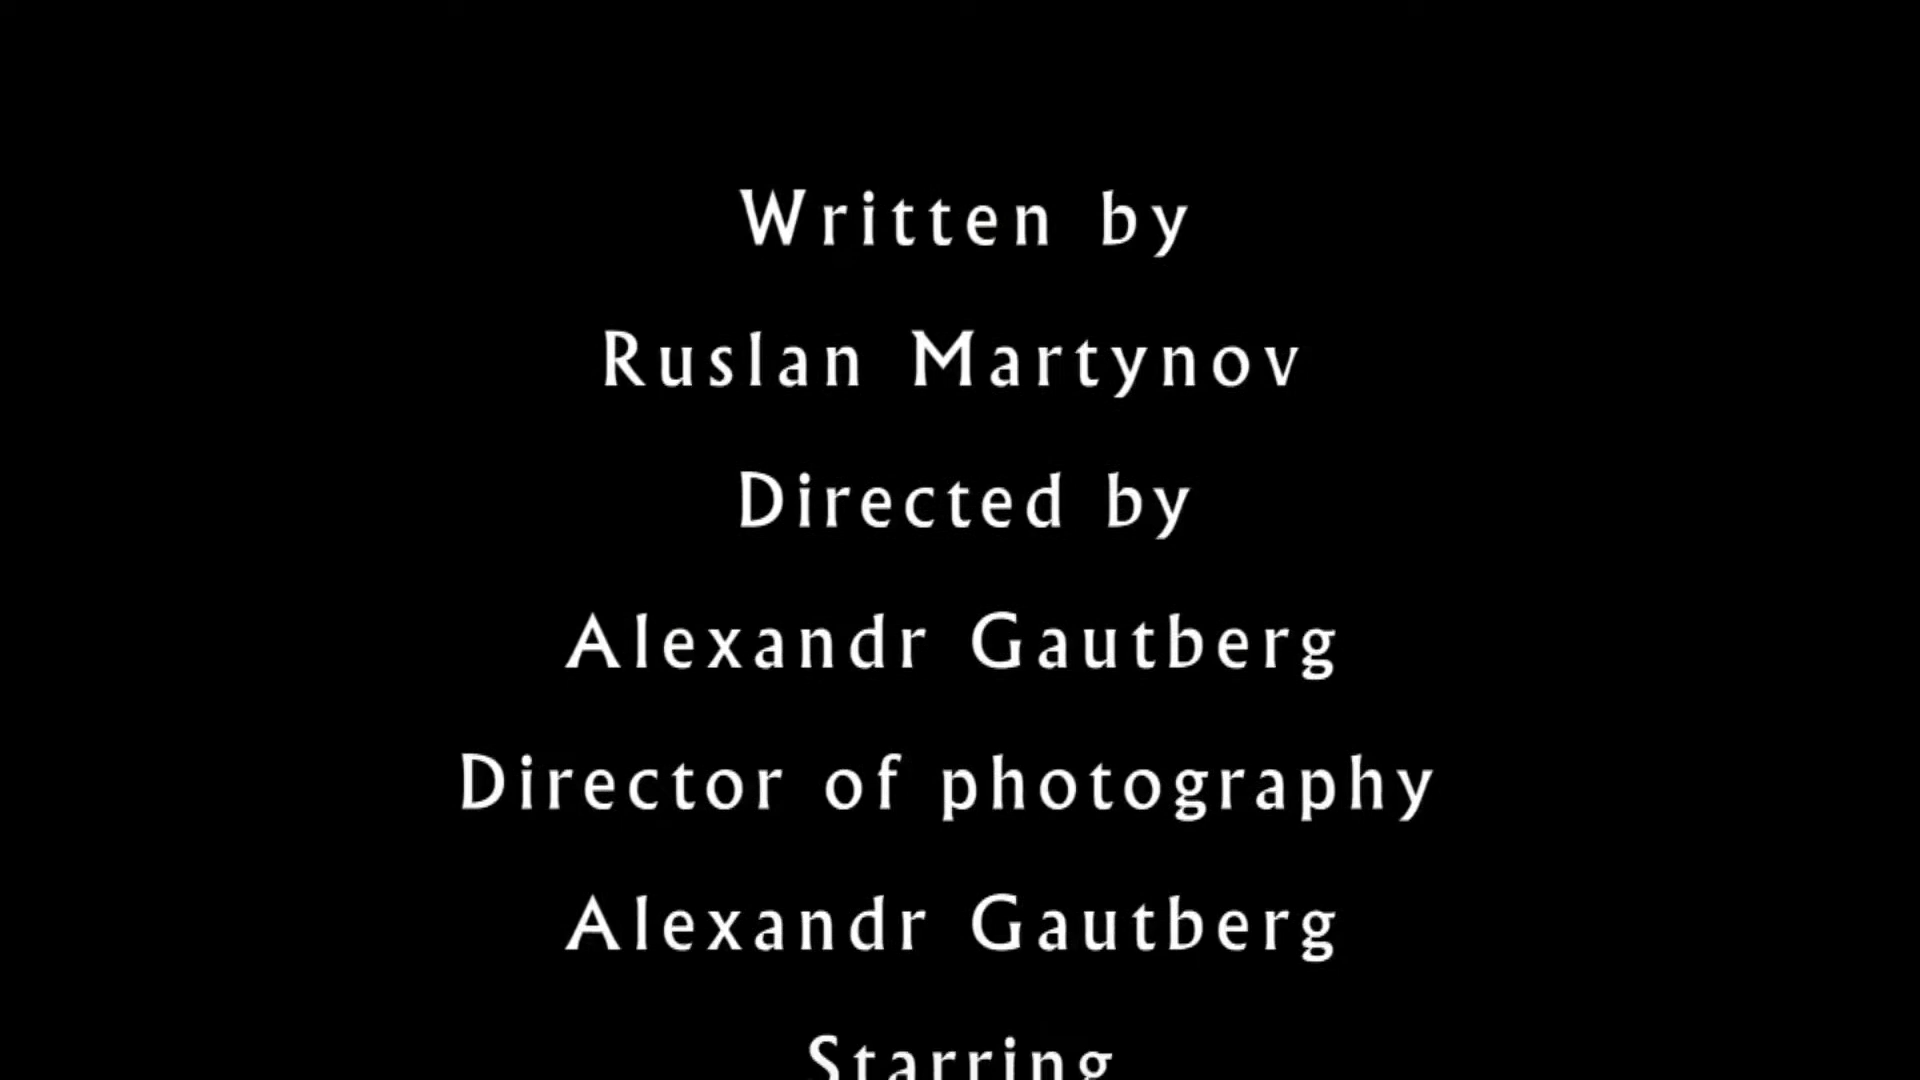 Written by
Ruslan Martynov
Directed by
Alexandr Gautberg
Director of photography
Alexandr Gautberg
Starring